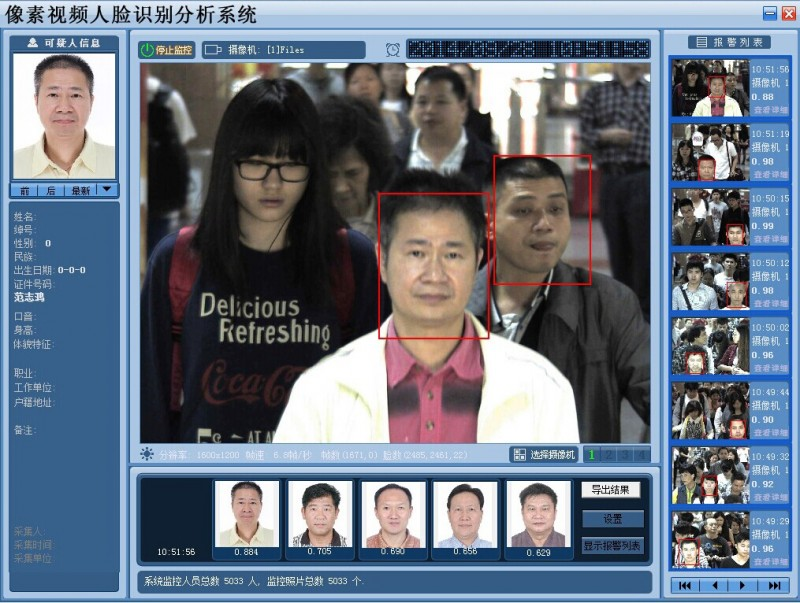 像素视频人脸识别分析系统
可疑人信息
前 后 最新
姓名:
绰号:
性别: 0
民族:
出生日期: 0-0-0
证件号码:
范志鸿
口音:
身高:
体貌特征:
职业:
工作单位:
户籍地址:
备注:
采集人
采集时间
采集单位
停止监控
摄像机: [1]Files
2014/09/28 10:51:58
Delicious
Refreshing
Coca-C
分辨率 1600x1200 帧速 6.0帧/秒 帧数(1671,0) 脸数(2485,2461,22)
选择摄像机
1 2 3 4
10:51:56
0.884
0.705
0.690
0.656
0.629
导出结果
设置
显示报警列表
系统监控人员总数 5033 人, 监控照片总数 5033 个.
报警列表
10:51:56
摄像机 1
0.88
查看详细
10:51:19
摄像机 1
0.98
查看详细
10:50:15
摄像机 1
0.99
查看详细
10:50:12
摄像机 1
0.98
查看详细
10:50:02
摄像机 1
0.96
查看详细
10:49:44
摄像机 1
0.90
查看详细
10:49:32
摄像机 1
0.92
查看详细
10:49:29
摄像机 1
0.96
查看详细